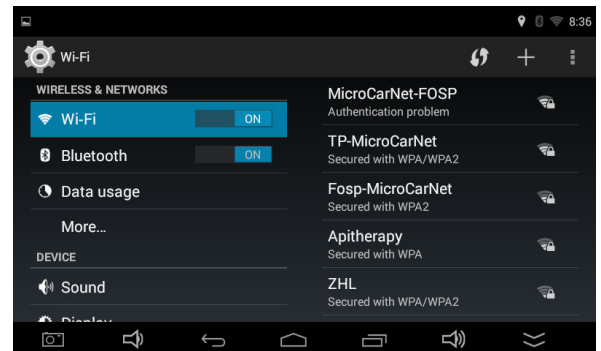 8:36
Wi-Fi
WIRELESS & NETWORKS
Wi-Fi ON
Bluetooth ON
Data usage
More...
DEVICE
Sound
Display
MicroCarNet-FOSP
Authentication problem
TP-MicroCarNet
Secured with WPA/WPA2
Fosp-MicroCarNet
Secured with WPA2
Apitherapy
Secured with WPA
ZHL
Secured with WPA/WPA2